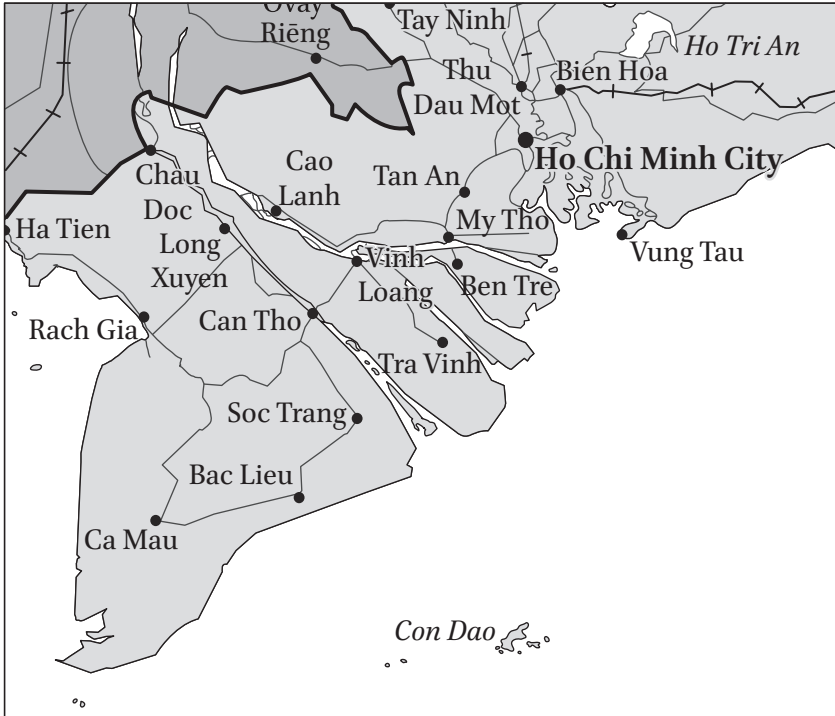 Ovay
Riēng
Tay Ninh
Ho Tri An
Thu
Dau Mot
Bien Hoa
Ho Chi Minh City
Cao
Lanh
Tan An
Chau
Doc
My Tho
Ha Tien
Long
Xuyen
Vung Tau
Vinh
Loang
Ben Tre
Rach Gia
Can Tho
Tra Vinh
Soc Trang
Bac Lieu
Ca Mau
Con Dao